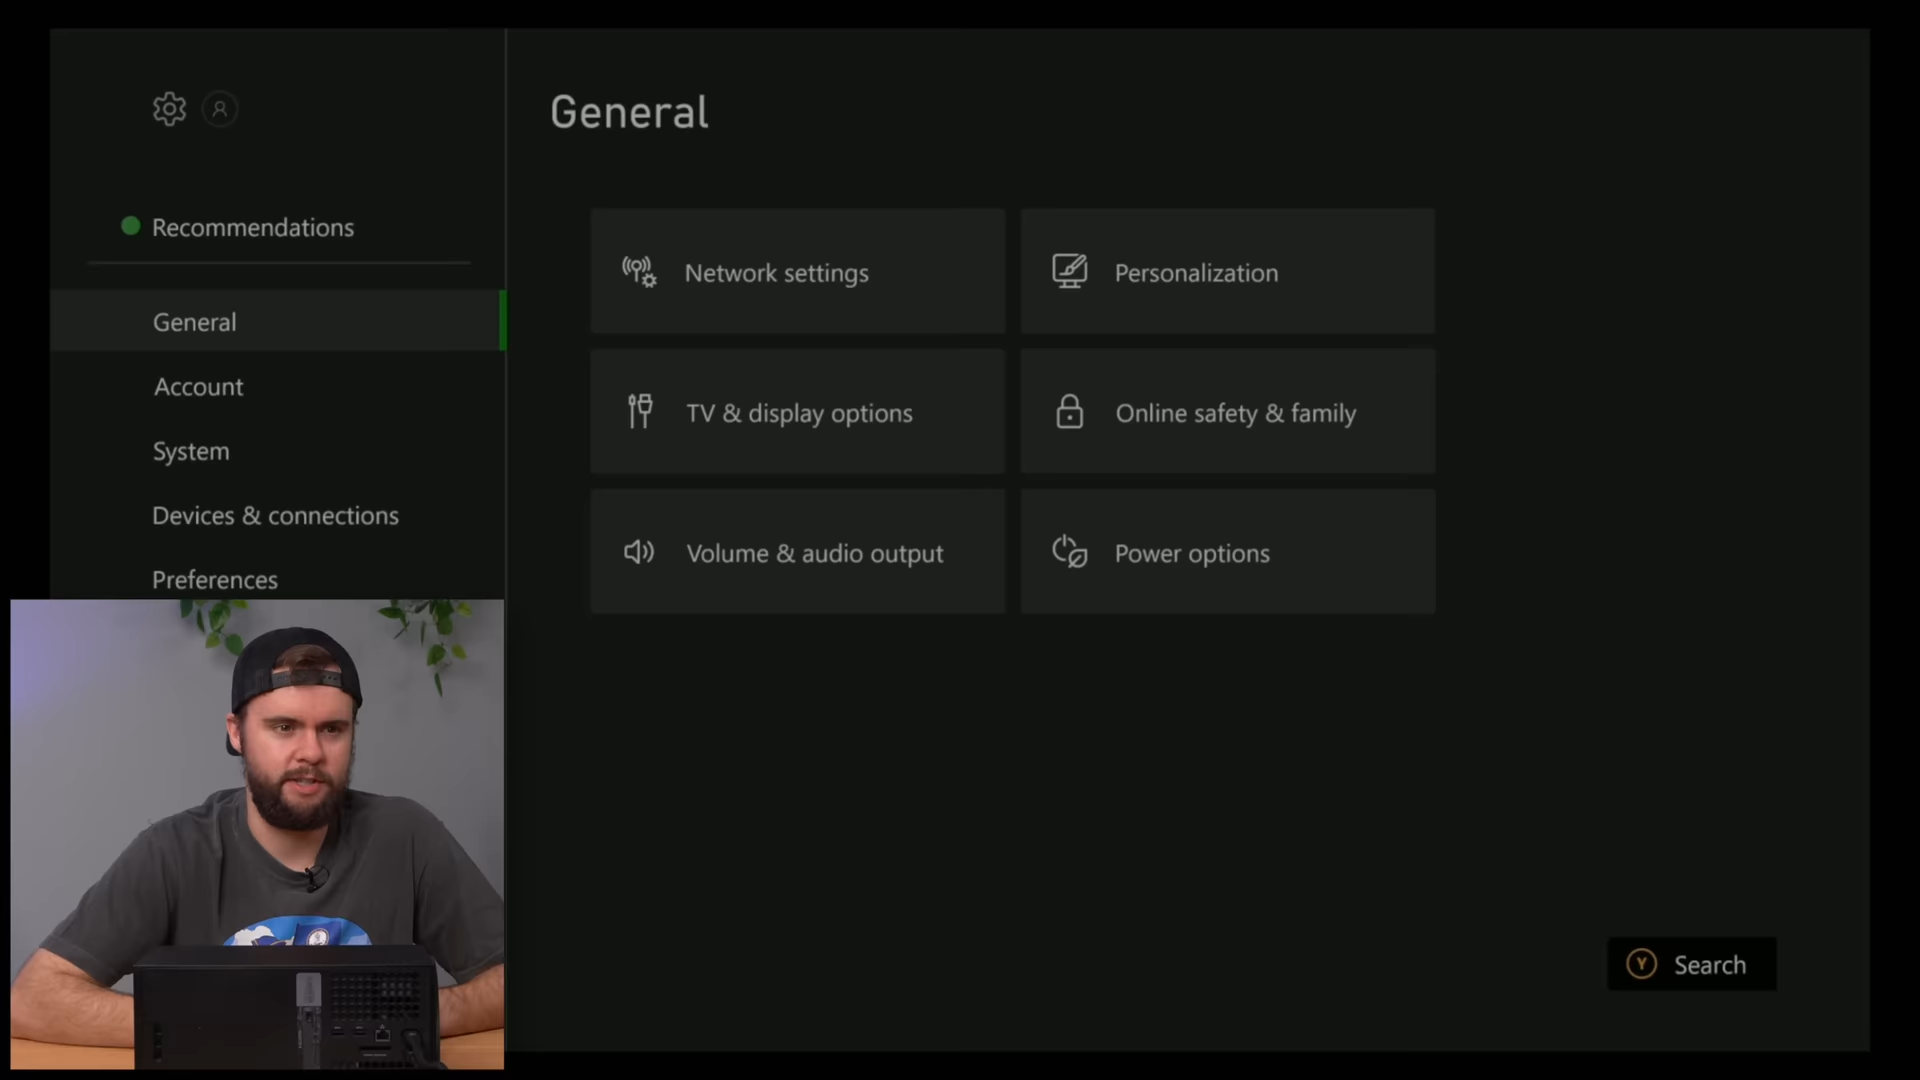 General
Recommendations
General
Account
System
Devices & connections
Preferences
Network settings
Personalization
TV & display options
Online safety & family
Volume & audio output
Power options
Y Search